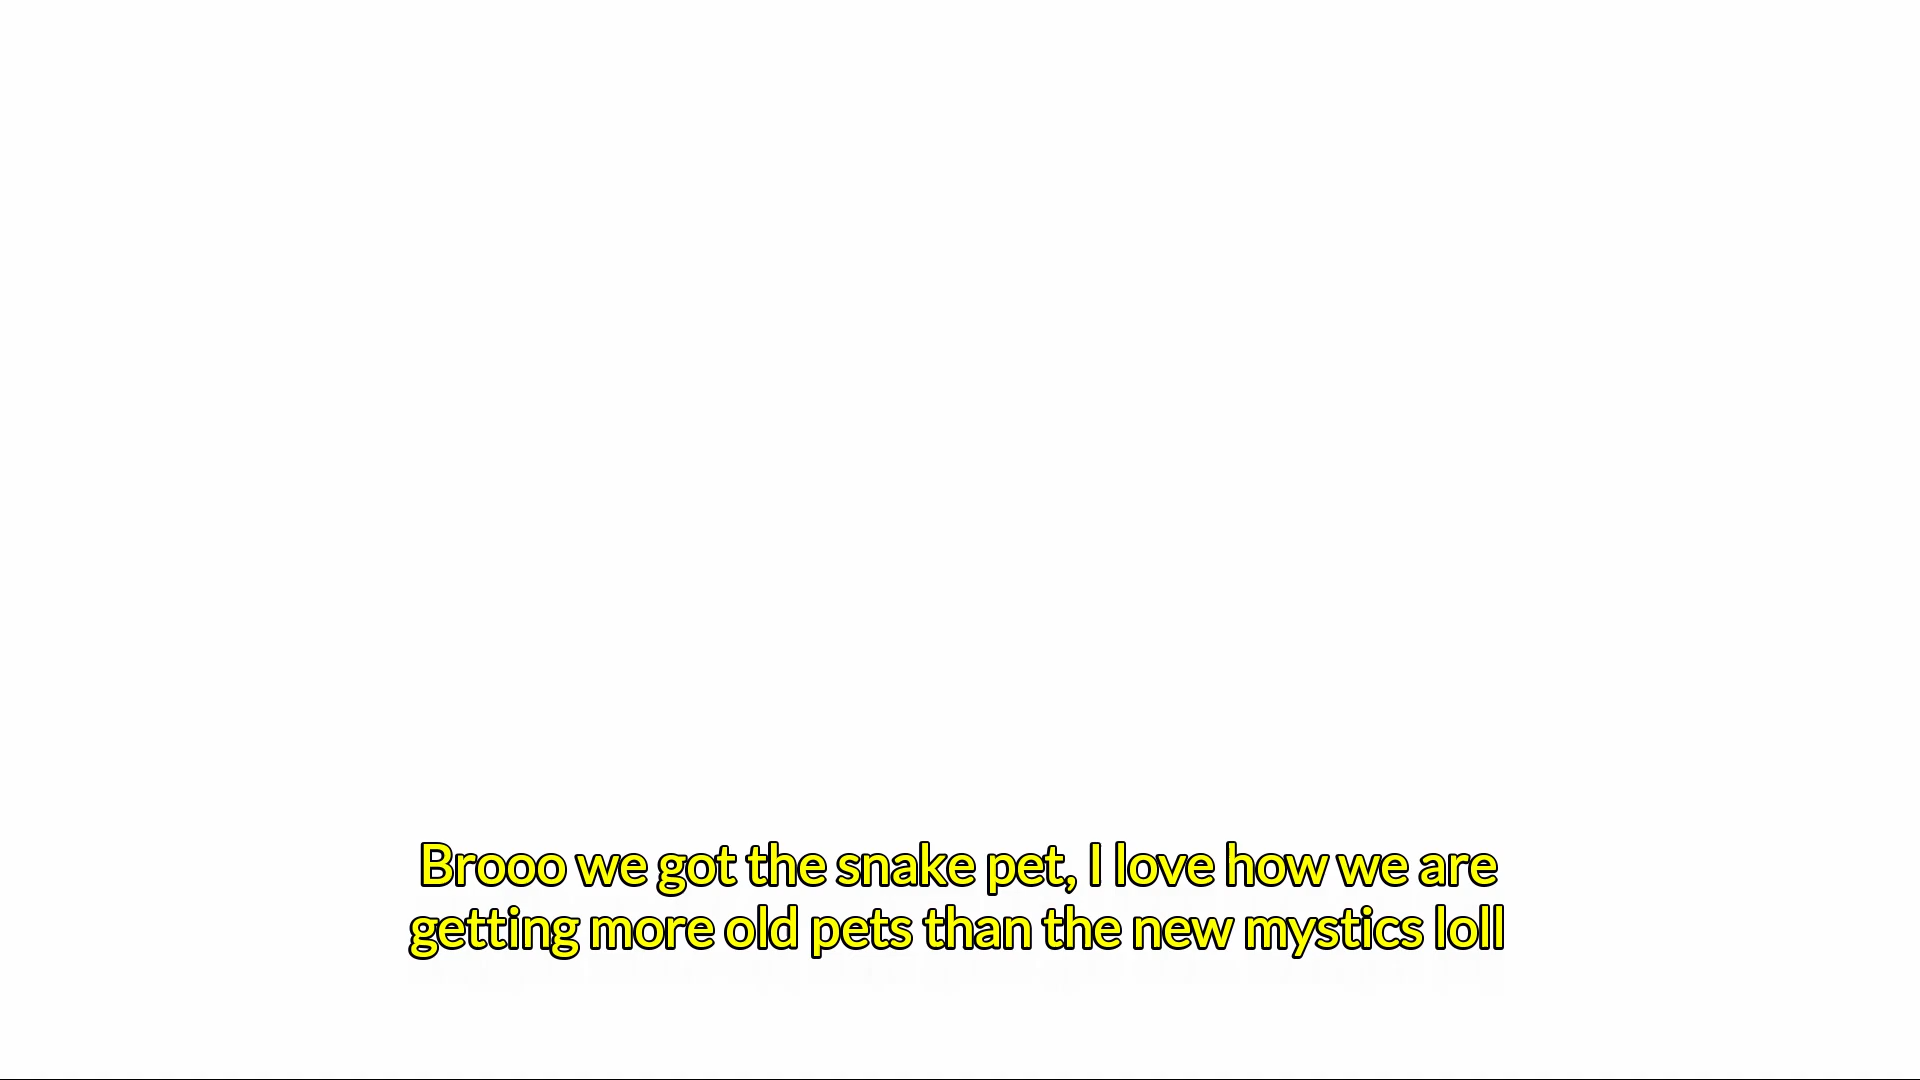 Brooo we got the snake pet, I love how we are
getting more old pets than the new mystics loll